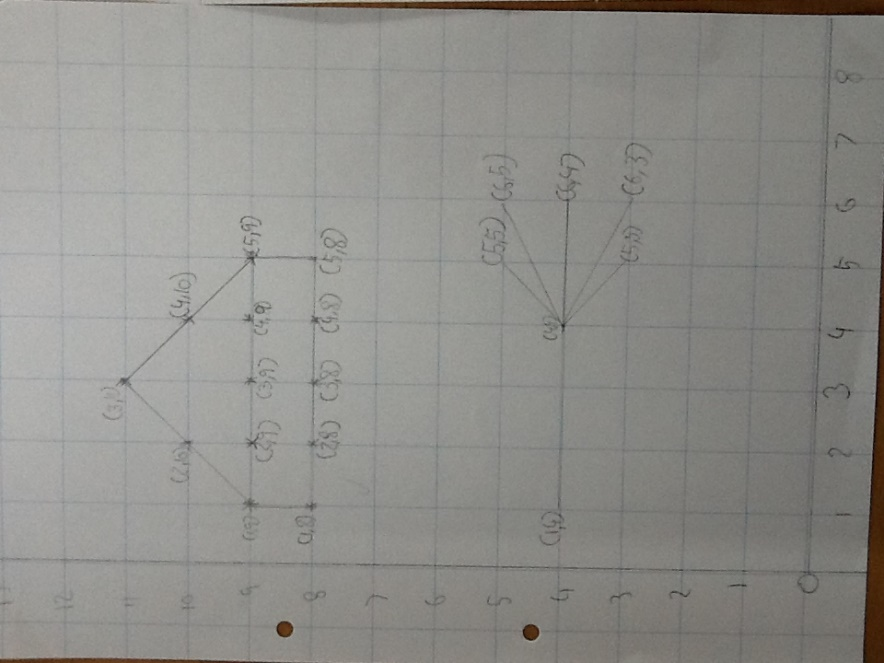 12
11 (3,11)
10 (2,10) (4,10)
9 (1,9) (2,9) (3,9) (4,9) (5,9)
8 (1,8) (2,8) (3,8) (4,8) (5,8)
7
6
5 (5,5) (6,5)
4 (1,4) (6,4)
3 (5,3) (6,3)
2
1
0 1 2 3 4 5 6 7 8